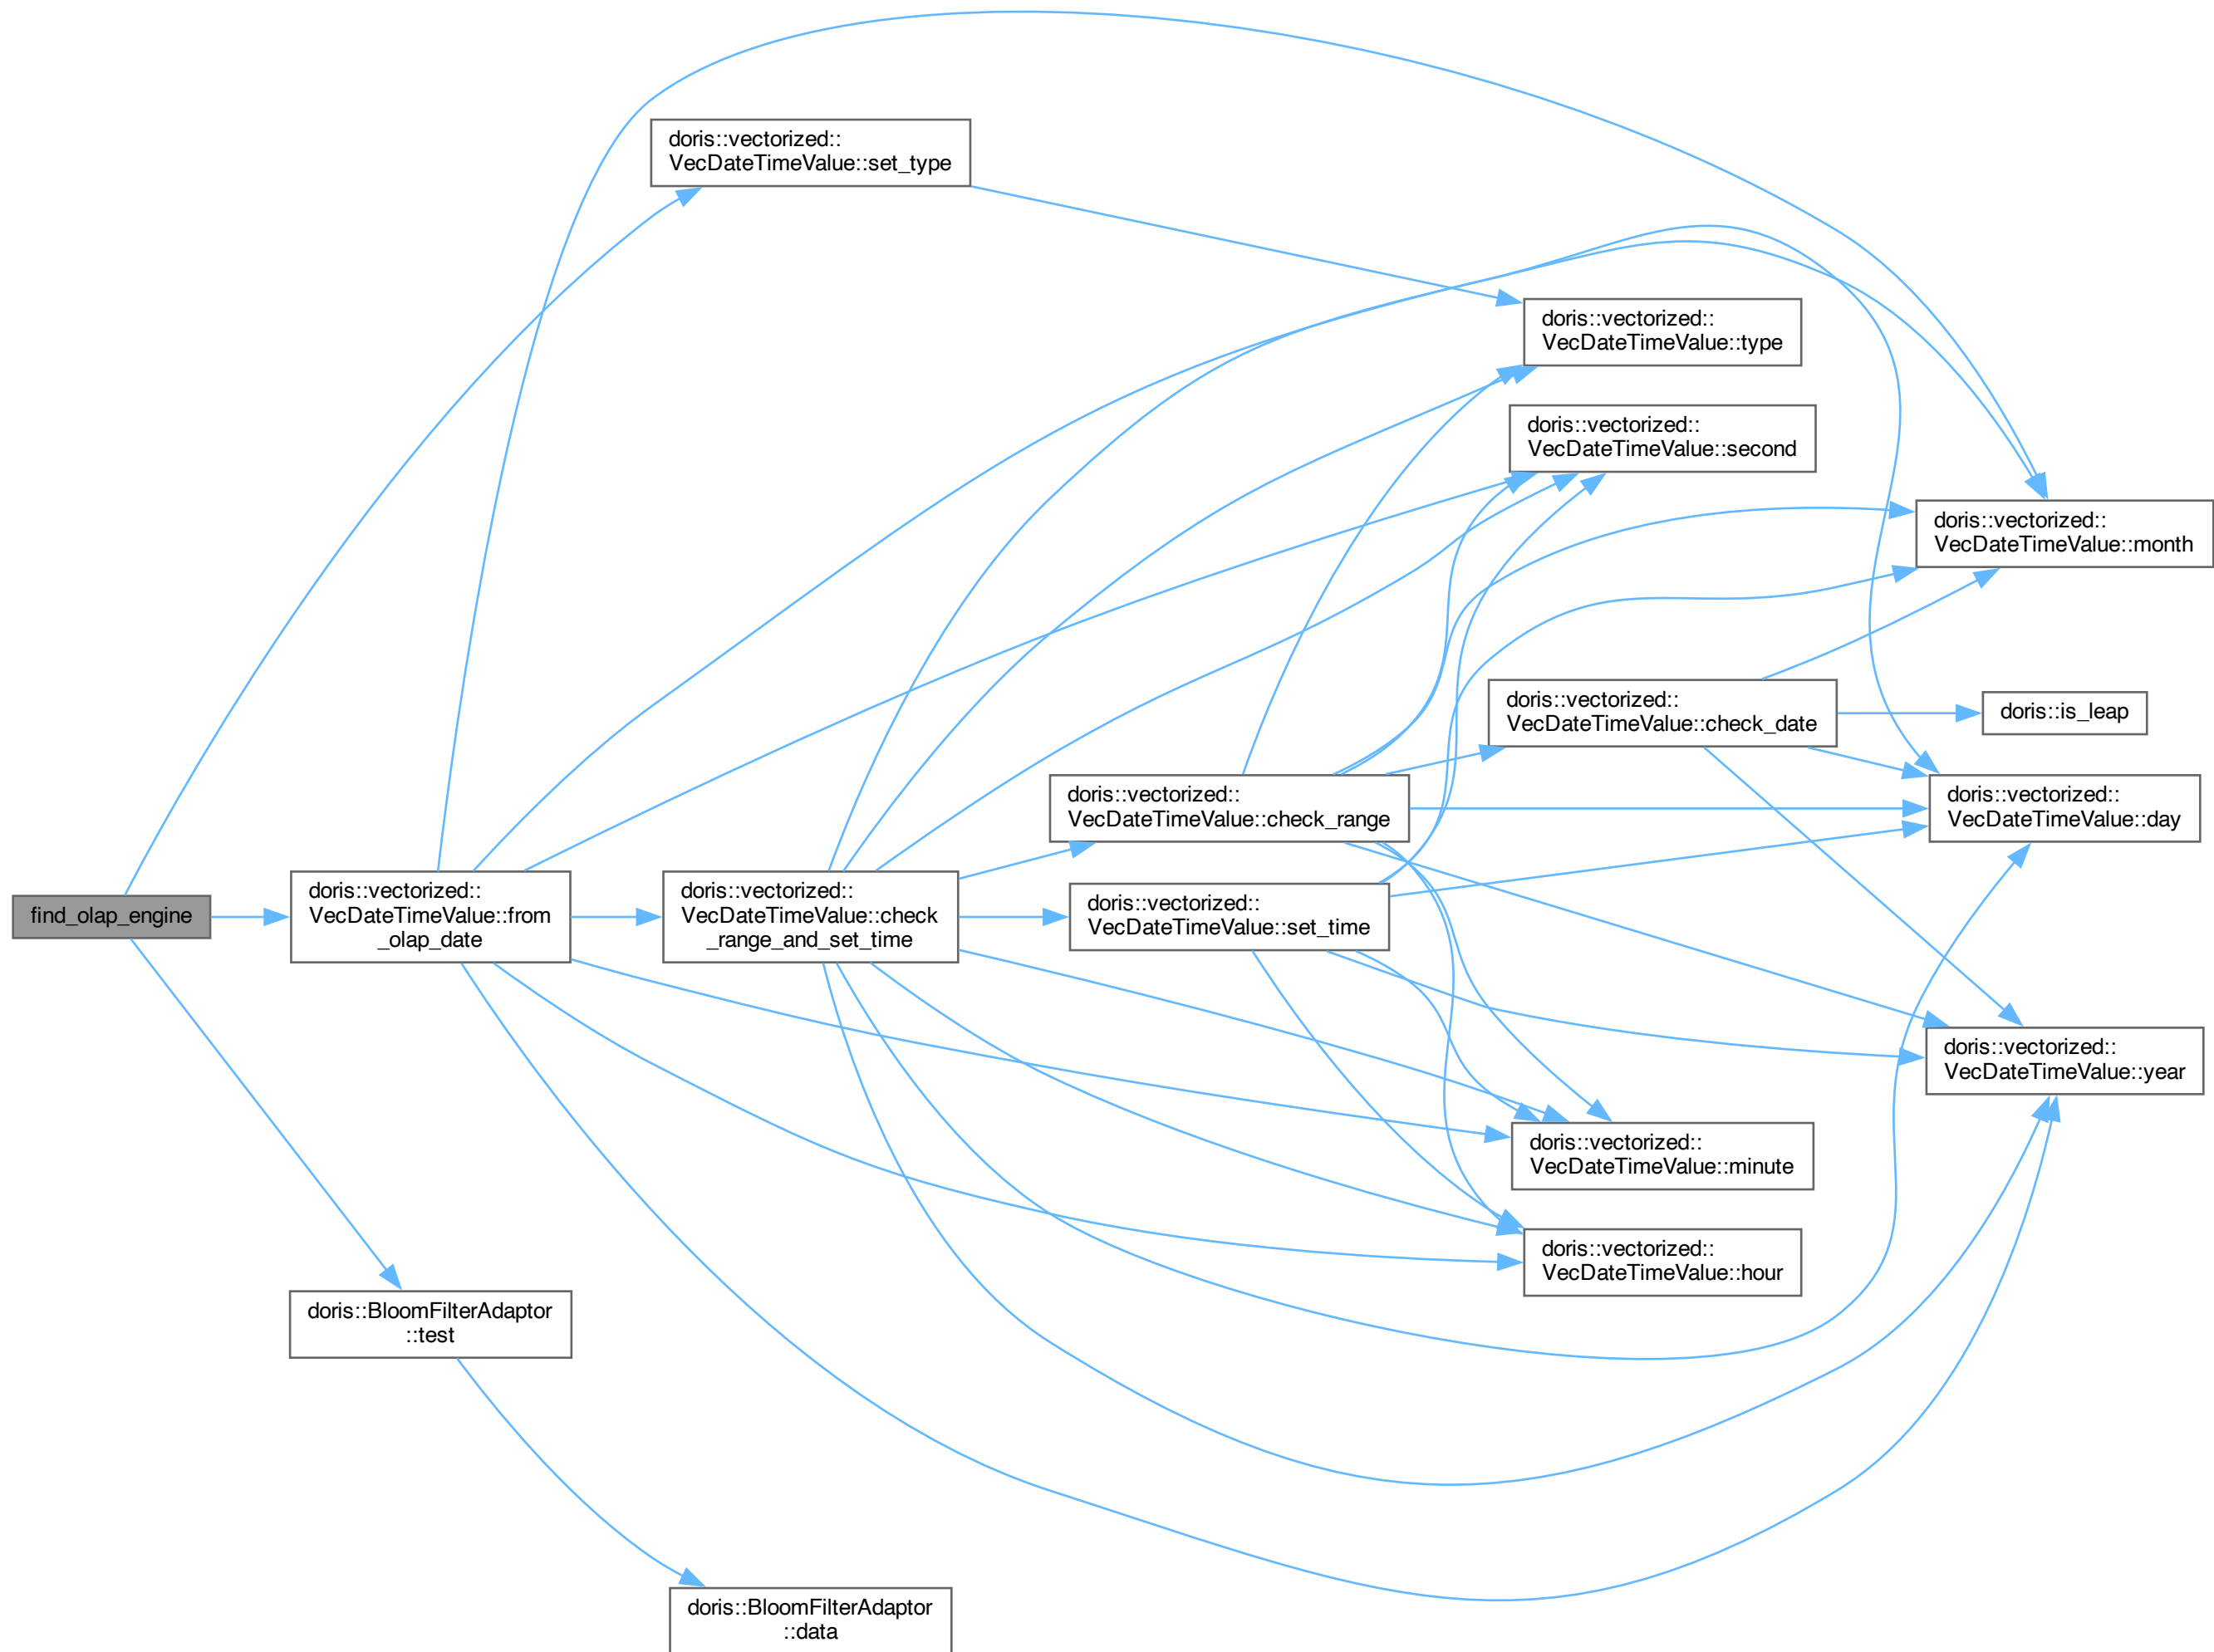 doris::vectorized::
VecDateTimeValue::set_type
doris::vectorized::
VecDateTimeValue::type
doris::vectorized::
VecDateTimeValue::second
doris::vectorized::
VecDateTimeValue::month
doris::vectorized::
VecDateTimeValue::check_date
doris::is_leap
doris::vectorized::
VecDateTimeValue::check_range
doris::vectorized::
VecDateTimeValue::day
find_olap_engine
doris::vectorized::
VecDateTimeValue::from
_olap_date
doris::vectorized::
VecDateTimeValue::check
_range_and_set_time
doris::vectorized::
VecDateTimeValue::set_time
doris::vectorized::
VecDateTimeValue::year
doris::vectorized::
VecDateTimeValue::minute
doris::vectorized::
VecDateTimeValue::hour
doris::BloomFilterAdaptor
::test
doris::BloomFilterAdaptor
::data